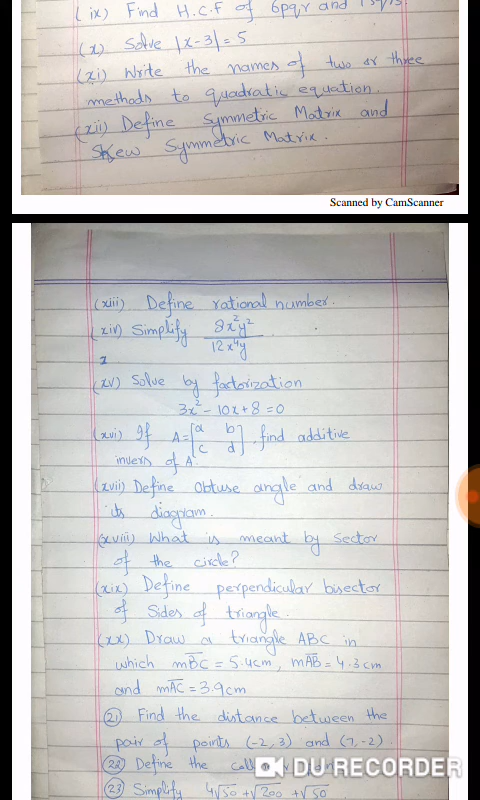 (ix) Find H.C.F of 6pqr and
(x) Solve |x-3| = 5
(xi) Write the names of two or three
methods to quadratic equation.
(xii) Define Symmetric Matrix and
Skew Symmetric Matrix.
Scanned by CamScanner
(xiii) Define rational number.
(xiv) Simplify 8x²y² / 12x⁴y
(xv) Solve by factorization
3x² - 10x + 8 = 0
(xvi) If A = [a b c d]. find additive
invers of A.
(xvii) Define Obtuse angle and draw
its diagram.
(xviii) What is meant by Sector
of the circle?
(xix) Define perpendicular bisector
of Sides of triangle.
(xx) Draw a triangle ABC in
which mBC = 5.4cm, mAB = 4.3cm
and mAC = 3.9cm
(21) Find the distance between the
pair of points (-2, 3) and (7, -2).
(22) Define the
DU RECORDER
(23) Simplify 4√50 + √200 + √50